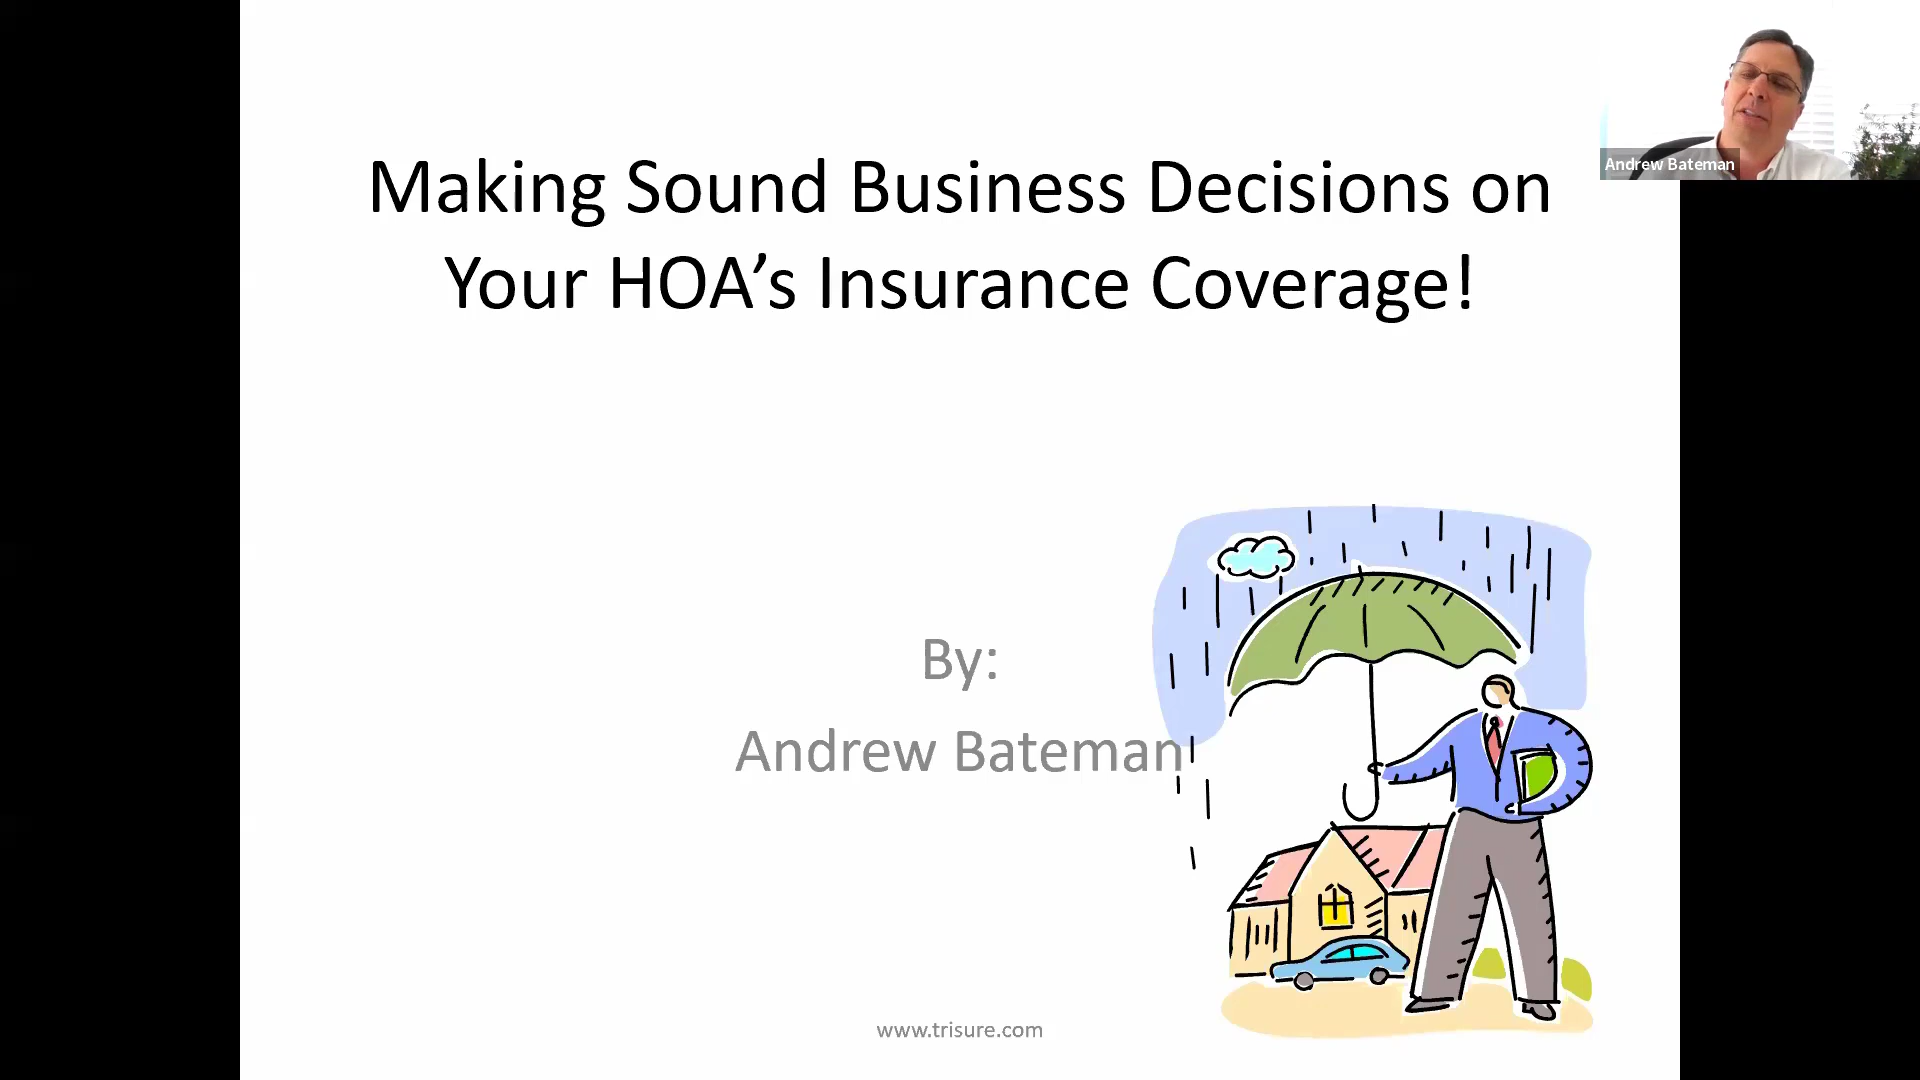 Making Sound Business Decisions on
Your HOA’s Insurance Coverage!
Andrew Bateman
By:
Andrew Bateman
www.trisure.com